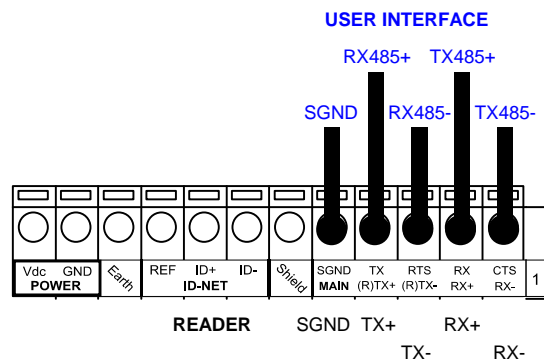 USER INTERFACE
RX485+ TX485+
SGND RX485- TX485-
Vdc GND Earth REF ID+ ID- Shield SGND TX RTS RX CTS
POWER ID-NET MAIN (R)TX+ (R)TX- RX+ RX- 1
READER SGND TX+ RX+
TX- RX-